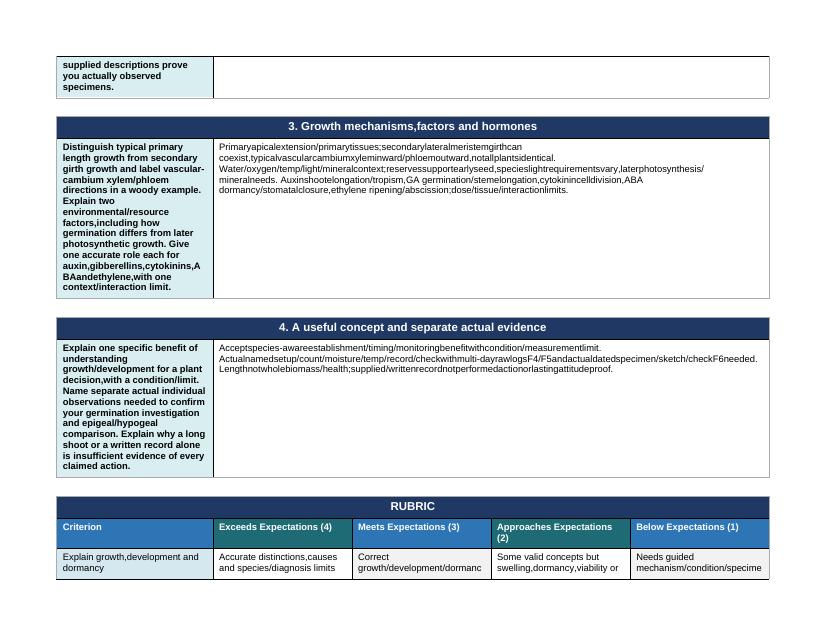 supplied descriptions prove
you actually observed
specimens.
3. Growth mechanisms,factors and hormones
Distinguish typical primary
length growth from secondary
girth growth and label vascular-
cambium xylem/phloem
directions in a woody example.
Explain two
environmental/resource
factors,including how
germination differs from later
photosynthetic growth. Give
one accurate role each for
auxin,gibberellins,cytokinins,A
BAandethylene,with one
context/interaction limit.
Primaryapicalextension/primarytissues;secondarylateralmeristemgirthcan
coexist,typicalvascularcambiumxyleminward/phloemoutward,notallplantsidentical.
Water/oxygen/temp/light/mineralcontext;reservessupportearlyseed,specieslightrequirementsvary,laterphotosynthesis/
mineralneeds. Auxinshootelongation/tropism,GA germination/stemelongation,cytokinincelldivision,ABA
dormancy/stomatalclosure,ethylene ripening/abscission;dose/tissue/interactionlimits.
4. A useful concept and separate actual evidence
Explain one specific benefit of
understanding
growth/development for a plant
decision,with a condition/limit.
Name separate actual individual
observations needed to confirm
your germination investigation
and epigeal/hypogeal
comparison. Explain why a long
shoot or a written record alone
is insufficient evidence of every
claimed action.
Acceptspecies-awareestablishment/timing/monitoringbenefitwithcondition/measurementlimit.
Actualnamedsetup/count/moisture/temp/record/checkwithmulti-dayrawlogsF4/F5andactualdatedspecimen/sketch/checkF6needed.
Lengthnotwholebiomass/health;supplied/writtenrecordnotperformedactionorlastingattitudeproof.
RUBRIC
Criterion
Exceeds Expectations (4)
Meets Expectations (3)
Approaches Expectations
(2)
Below Expectations (1)
Explain growth,development and
dormancy
Accurate distinctions,causes
and species/diagnosis limits
Correct
growth/development/dormanc
Some valid concepts but
swelling,dormancy,viability or
Needs guided
mechanism/condition/specime